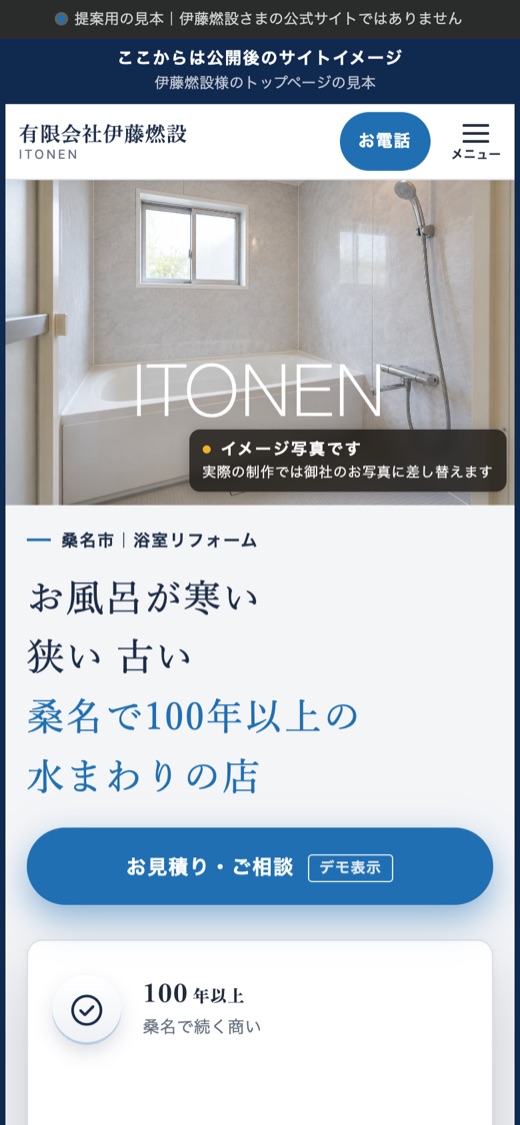 提案用の見本｜伊藤燃設さまの公式サイトではありません
ここからは公開後のサイトイメージ
伊藤燃設様のトップページの見本
有限会社伊藤燃設
ITONEN
お電話
メニュー
ITONEN
イメージ写真です
実際の制作では御社のお写真に差し替えます
桑名市｜浴室リフォーム
お風呂が寒い
狭い 古い
桑名で100年以上の
水まわりの店
お見積り・ご相談 デモ表示
100年以上
桑名で続く商い